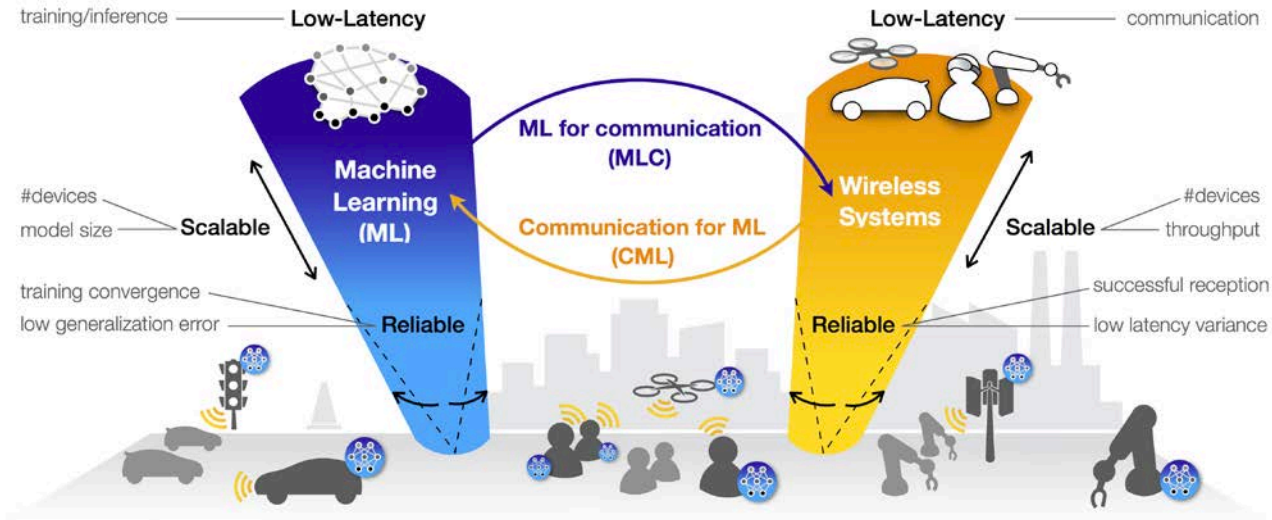 training/inference
Low-Latency
Low-Latency
communication
ML for communication
(MLC)
Machine
Learning
(ML)
Wireless
Systems
#devices
model size
Scalable
Communication for ML
(CML)
Scalable
#devices
throughput
training convergence
low generalization error
Reliable
Reliable
successful reception
low latency variance